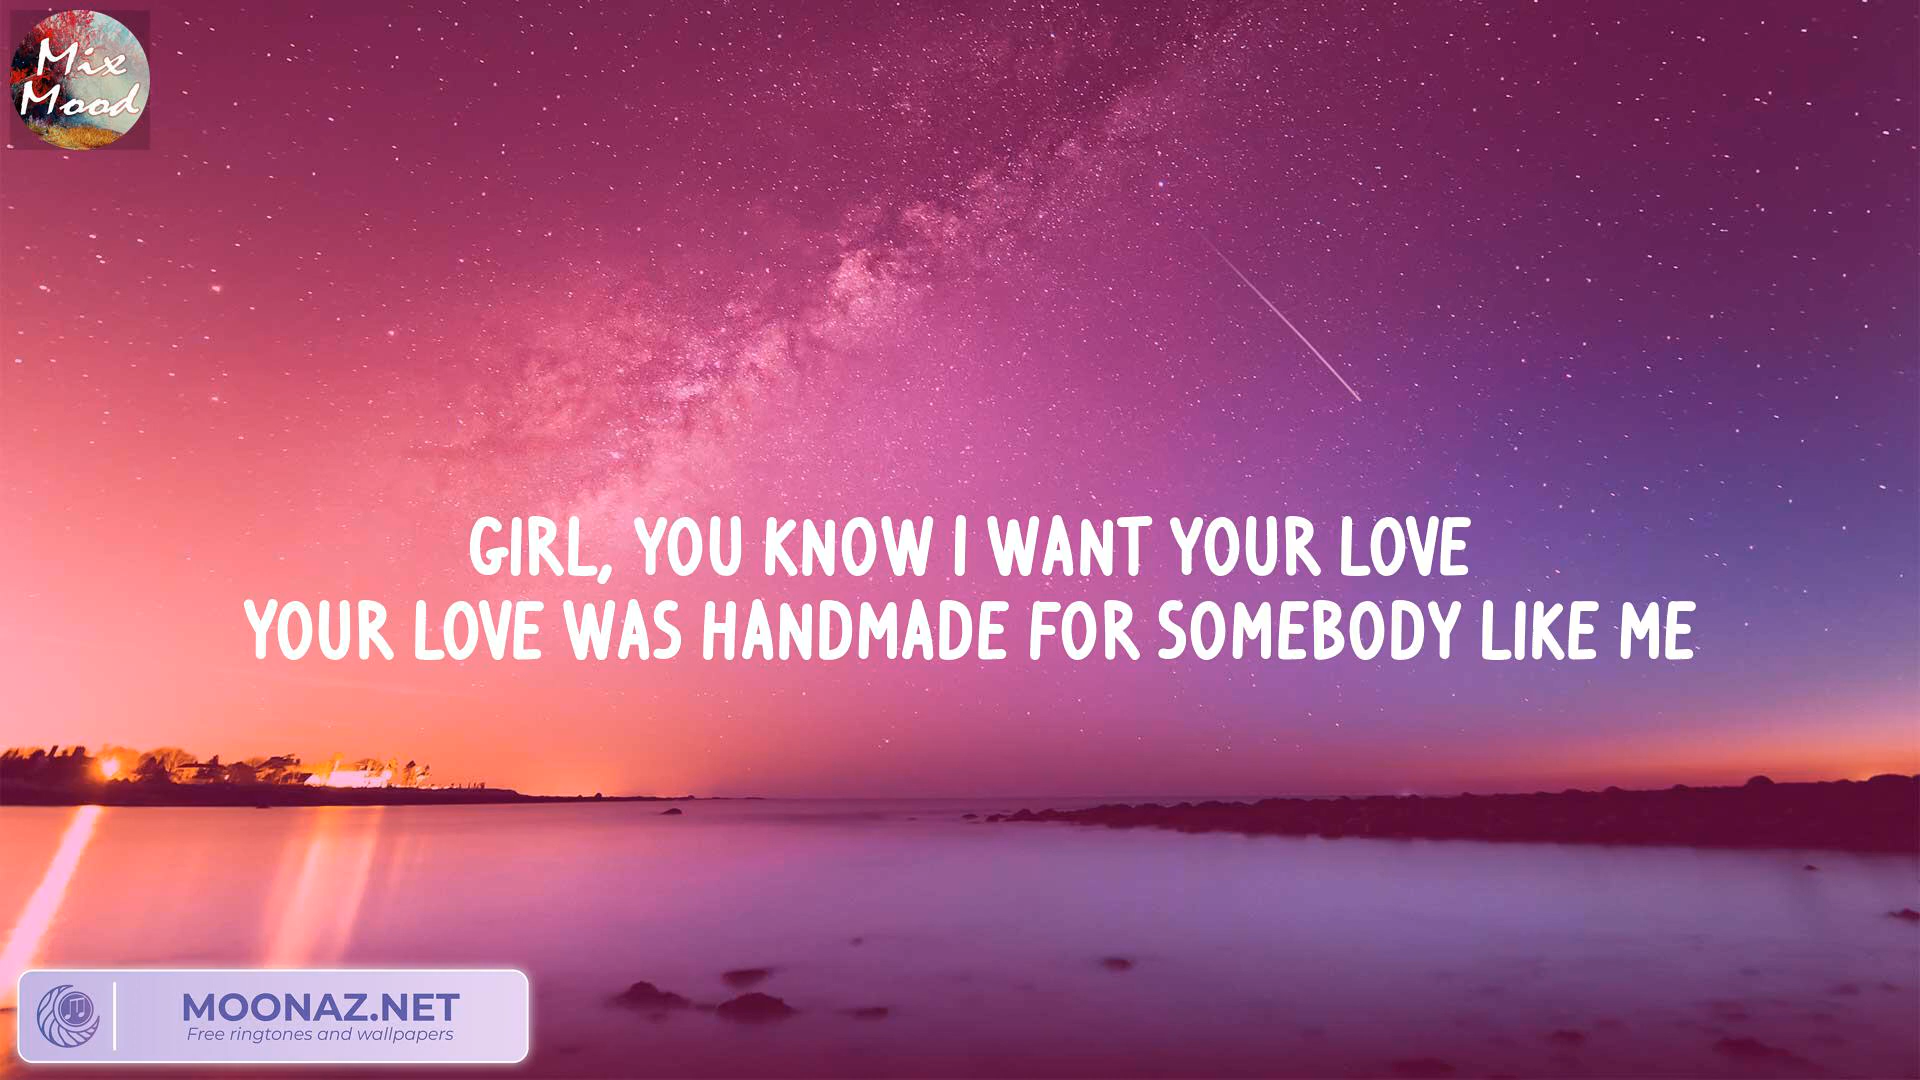 Mix
Mood
GIRL, YOU KNOW I WANT YOUR LOVE
YOUR LOVE WAS HANDMADE FOR SOMEBODY LIKE ME
MOONAZ.NET
Free ringtones and wallpapers